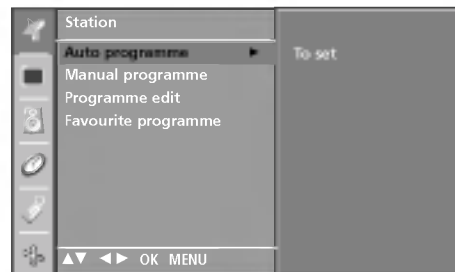 Station
Auto programme ▶ To set
Manual programme
Programme edit
Favourite programme
▲▼ ◀▶ OK MENU